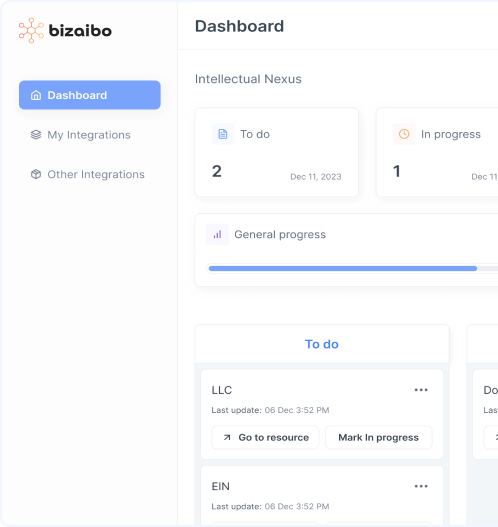 bizaibo
Dashboard
Dashboard
My Integrations
Other Integrations
Intellectual Nexus
To do
2
Dec 11, 2023
In progress
1
Dec 11
General progress
To do
LLC
Last update: 06 Dec 3:52 PM
Go to resource
Mark In progress
EIN
Last update: 06 Dec 3:52 PM
Do
Las